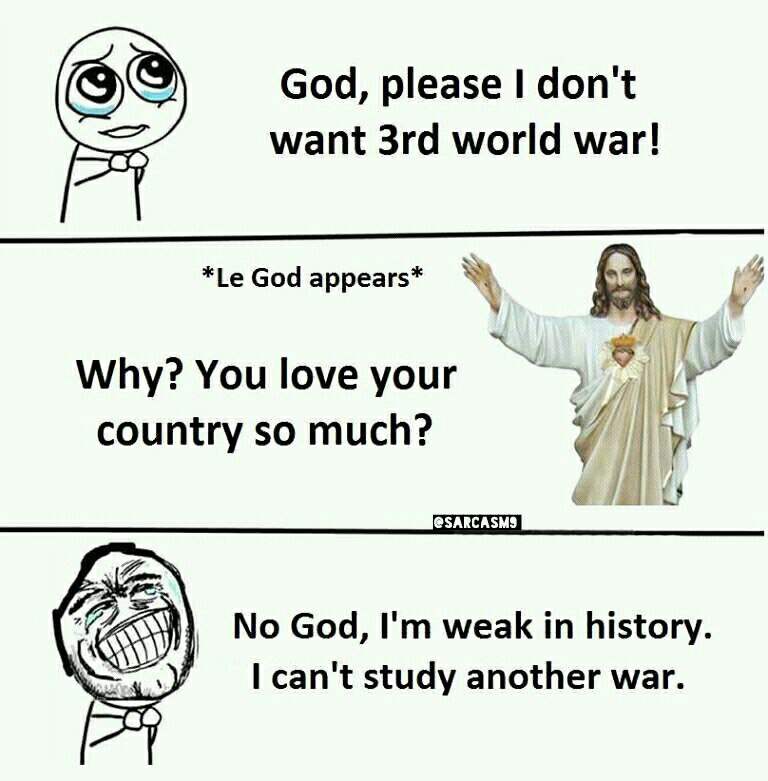 God, please I don't
want 3rd world war!
*Le God appears*
Why? You love your
country so much?
@SARCASM9
No God, I'm weak in history.
I can't study another war.